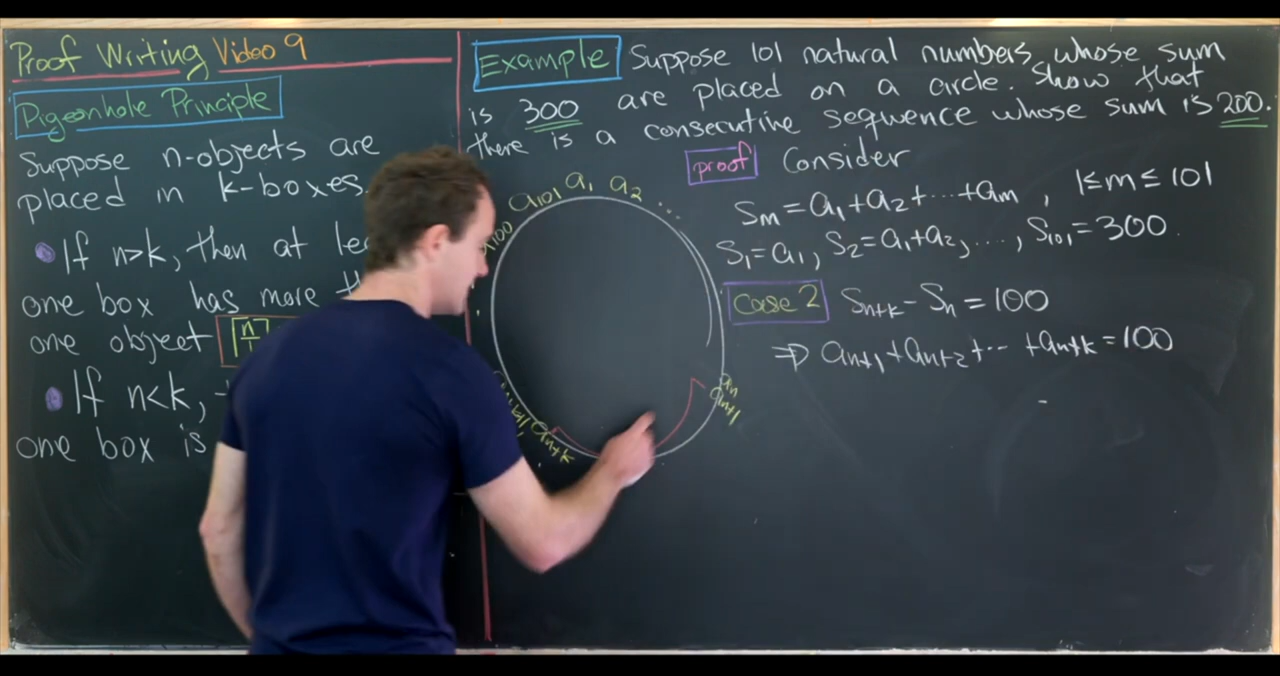 Proof Writing Video 9
Pigeonhole Principle
Suppose n-objects are
placed in k-boxes
If n>k, then at
one box has more
one object
If n<k,
one box is
Example Suppose 101 natural numbers whose sum
is 300 are placed on a circle. Show that
there is a consecutive sequence whose sum is 200.
proof Consider
Sₘ = a₁ + a₂ + ⋯ + aₘ , 1 ≤ m ≤ 101
S₁ = a₁, S₂ = a₁ + a₂, ..., S₁₀₁ = 300.
Case 2 Sₙ₊ₖ - Sₙ = 100
⇒ aₙ₊₁ + aₙ₊₂ + ⋯ + aₙ₊ₖ = 100
a₁₀₁ a₁ a₂ ...
aₙ
aₙ₊₁
aₙ₊ₖ